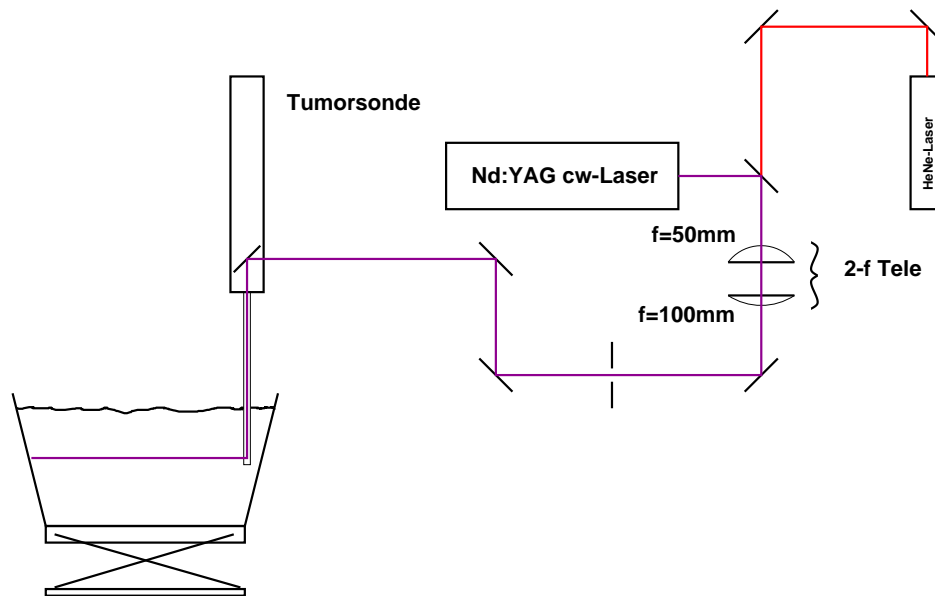 Tumorsonde
Nd:YAG cw-Laser
HeNe-Laser
f=50mm
2-f Tele
f=100mm